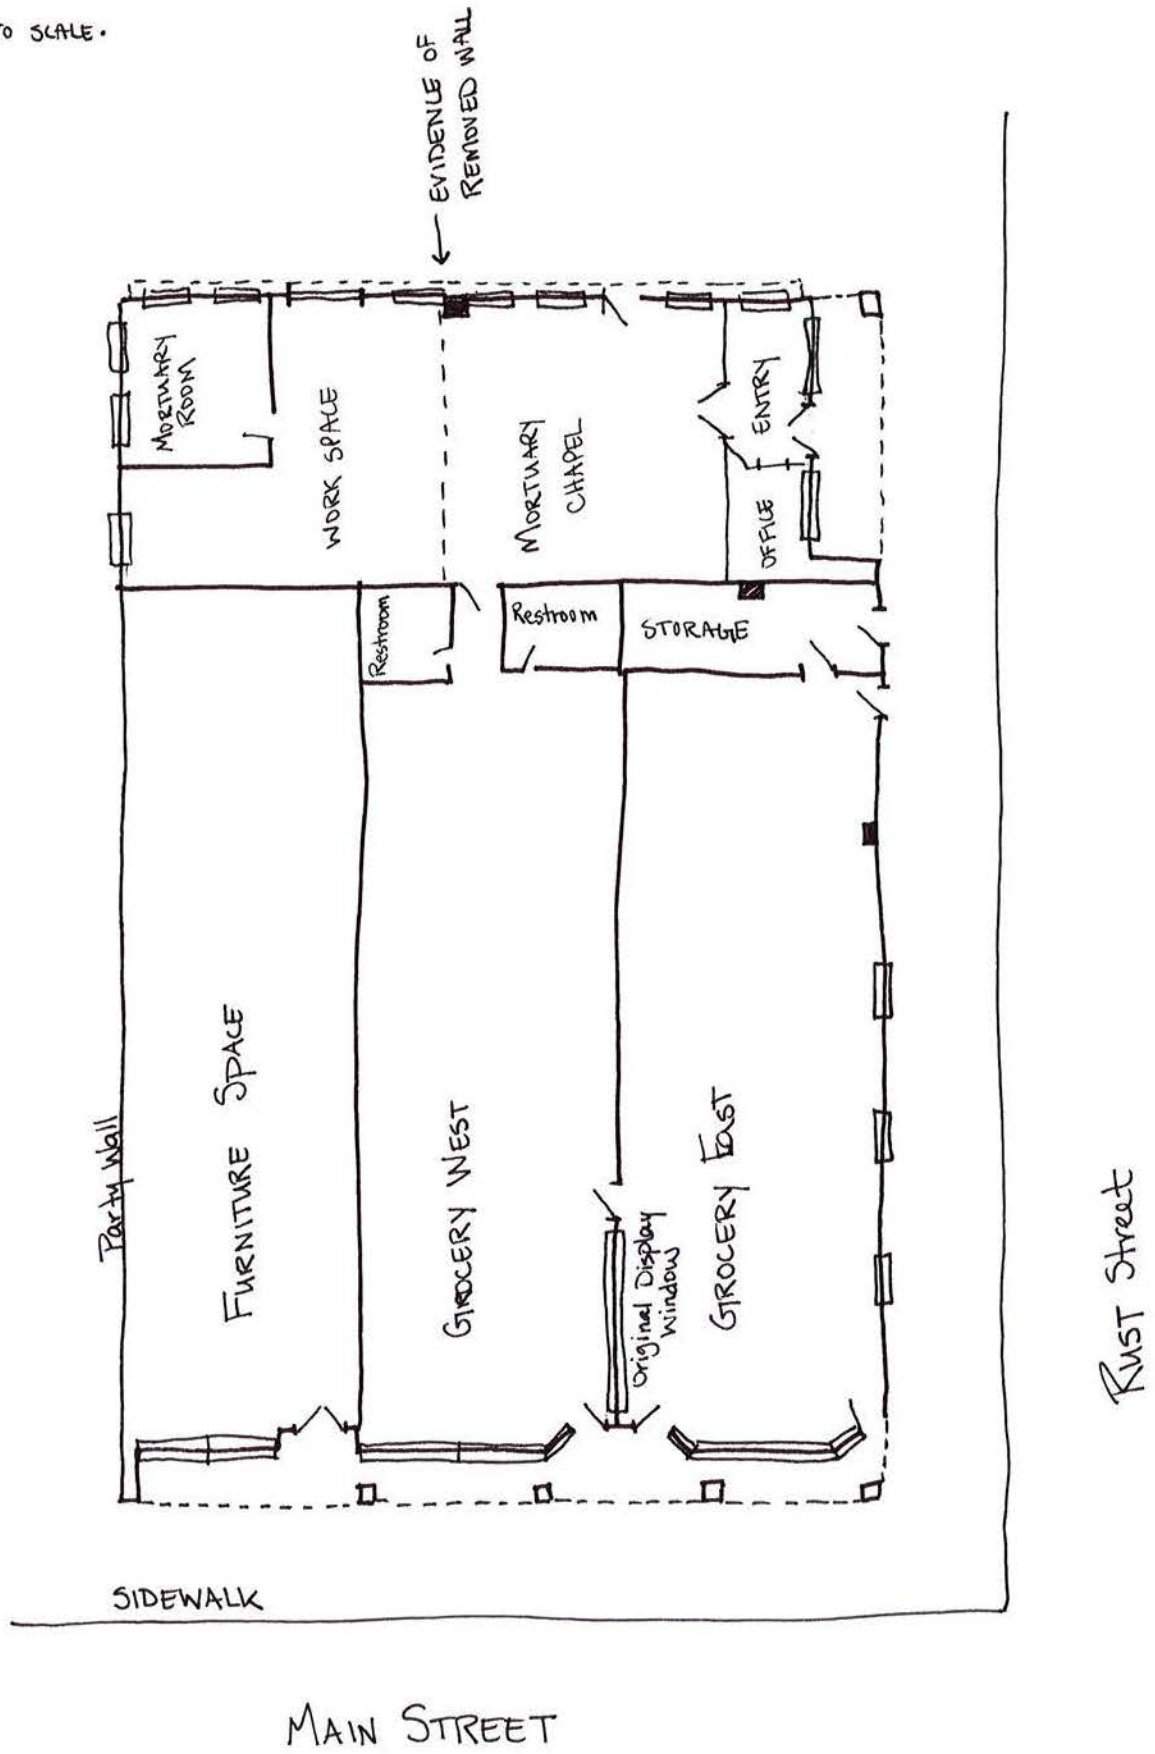 TO SCALE.
EVIDENCE OF
REMOVED WALL
MORTUARY
ROOM
WORK SPACE
MORTUARY
CHAPEL
ENTRY
OFFICE
Restroom
Restroom
STORAGE
Party Wall
FURNITURE SPACE
GROCERY WEST
Original Display
Window
GROCERY EAST
RUST Street
SIDEWALK
MAIN STREET